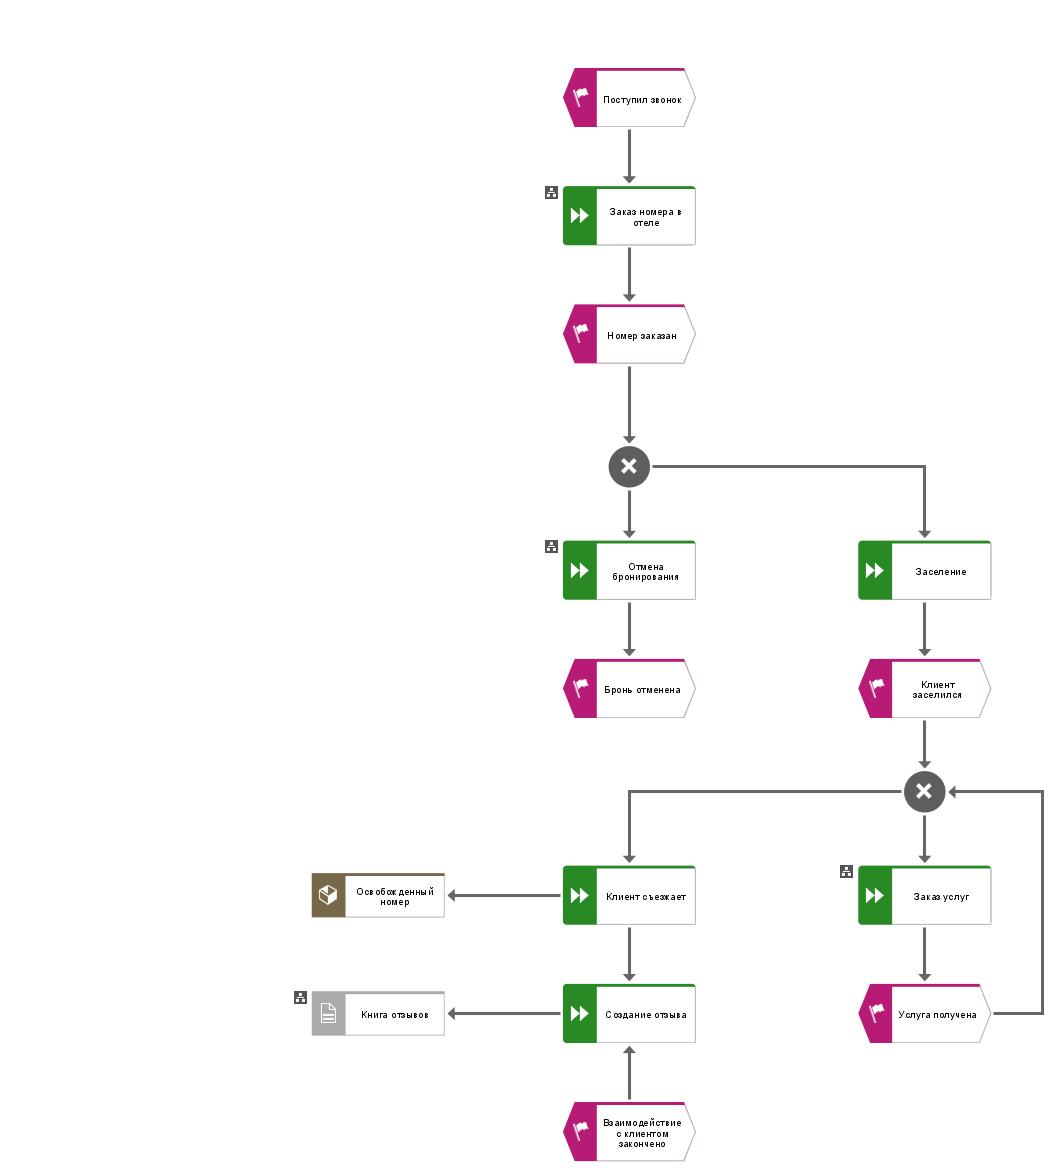 Поступил звонок
Заказ номера в
отеле
Номер заказан
Отмена
бронирования
Заселение
Бронь отменена
Клиент
заселился
Освобожденный
номер
Клиент съезжает
Заказ услуг
Книга отзывов
Создание отзыва
Услуга получена
Взаимодействие
с клиентом
закончено